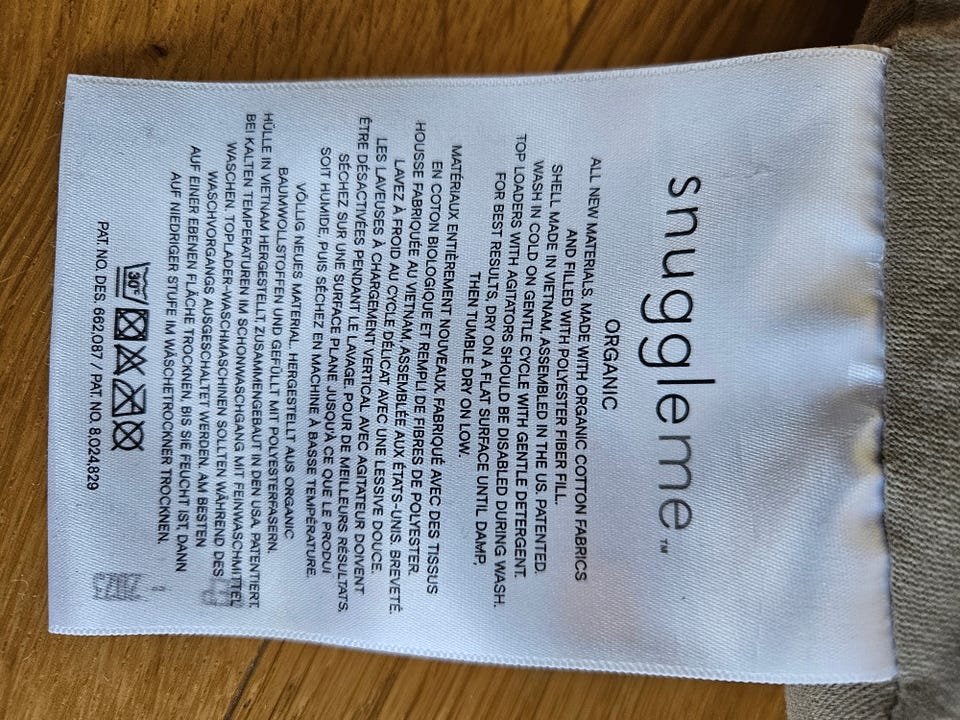 snuggleme™
ORGANIC
ALL NEW MATERIALS. MADE WITH ORGANIC COTTON FABRICS
AND FILLED WITH POLYESTER FIBER FILL.
SHELL MADE IN VIETNAM, ASSEMBLED IN THE US. PATENTED.
WASH IN COLD ON GENTLE CYCLE WITH GENTLE DETERGENT.
TOP LOADERS WITH AGITATORS SHOULD BE DISABLED DURING WASH.
FOR BEST RESULTS, DRY ON A FLAT SURFACE UNTIL DAMP,
THEN TUMBLE DRY ON LOW.
MATÉRIAUX ENTIÈREMENT NOUVEAUX. FABRIQUÉ AVEC DES TISSUS
EN COTON BIOLOGIQUE ET REMPLI DE FIBRES DE POLYESTER.
HOUSSE FABRIQUÉE AU VIETNAM, ASSEMBLÉE AUX ÉTATS-UNIS. BREVETÉ.
LAVEZ À FROID AU CYCLE DÉLICAT AVEC UNE LESSIVE DOUCE.
LES LAVEUSES À CHARGEMENT VERTICAL AVEC AGITATEUR DOIVENT
ÊTRE DÉSACTIVÉES PENDANT LE LAVAGE. POUR DE MEILLEURS RÉSULTATS,
SÉCHEZ SUR UNE SURFACE PLANE JUSQU'À CE QUE LE PRODUI
SOIT HUMIDE, PUIS SÉCHEZ EN MACHINE À BASSE TEMPÉRATURE.
VÖLLIG NEUES MATERIAL. HERGESTELLT AUS ORGANIC
BAUMWOLLSTOFFEN UND GEFÜLLT MIT POLYESTERFASERN.
HÜLLE IN VIETNAM HERGESTELLT, ZUSAMMENGEBAUT IN DEN USA. PATENTIERT.
BEI KALTEN TEMPERATUREN IM SCHONWASCHGANG MIT FEINWASCHMITTEL
WASCHEN. TOPLADER-WASCHMASCHINEN SOLLTEN WÄHREND DES
WASCHVORGANGS AUSGESCHALTET WERDEN. AM BESTEN
AUF EINER EBENEN FLÄCHE TROCKNEN, BIS SIE FEUCHT IST, DANN
AUF NIEDRIGER STUFE IM WÄSCHETROCKNER TROCKNEN.
30°
PAT. NO. DES. 662,087 / PAT. NO. 8,024,829